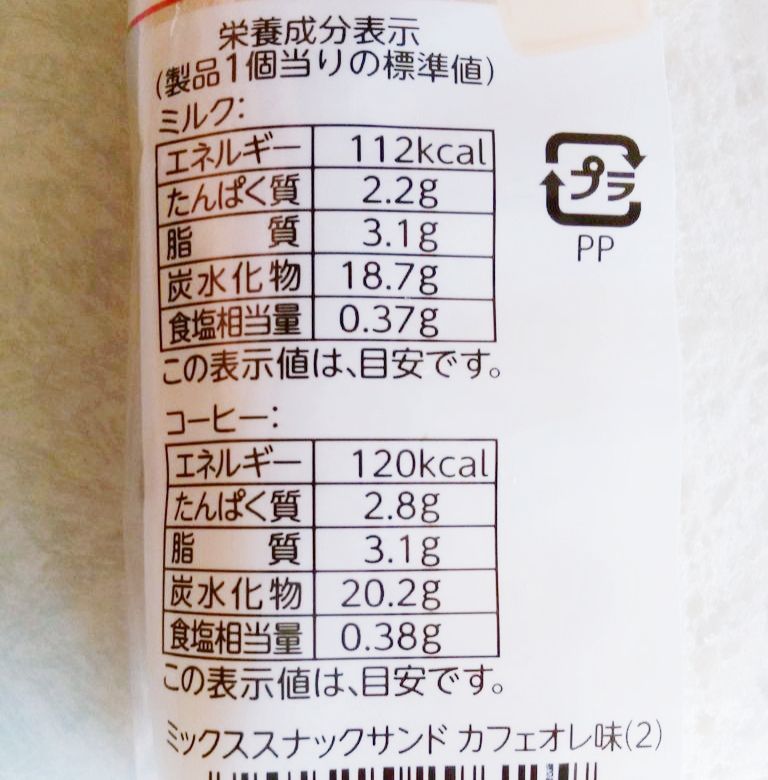 栄養成分表示
(製品1個当りの標準値)
ミルク:
エネルギー 112kcal
たんぱく質 2.2g
脂 質 3.1g
炭水化物 18.7g
食塩相当量 0.37g
この表示値は、目安です。
プラ
PP
コーヒー:
エネルギー 120kcal
たんぱく質 2.8g
脂 質 3.1g
炭水化物 20.2g
食塩相当量 0.38g
この表示値は、目安です。
ミックススナックサンド カフェオレ味(2)